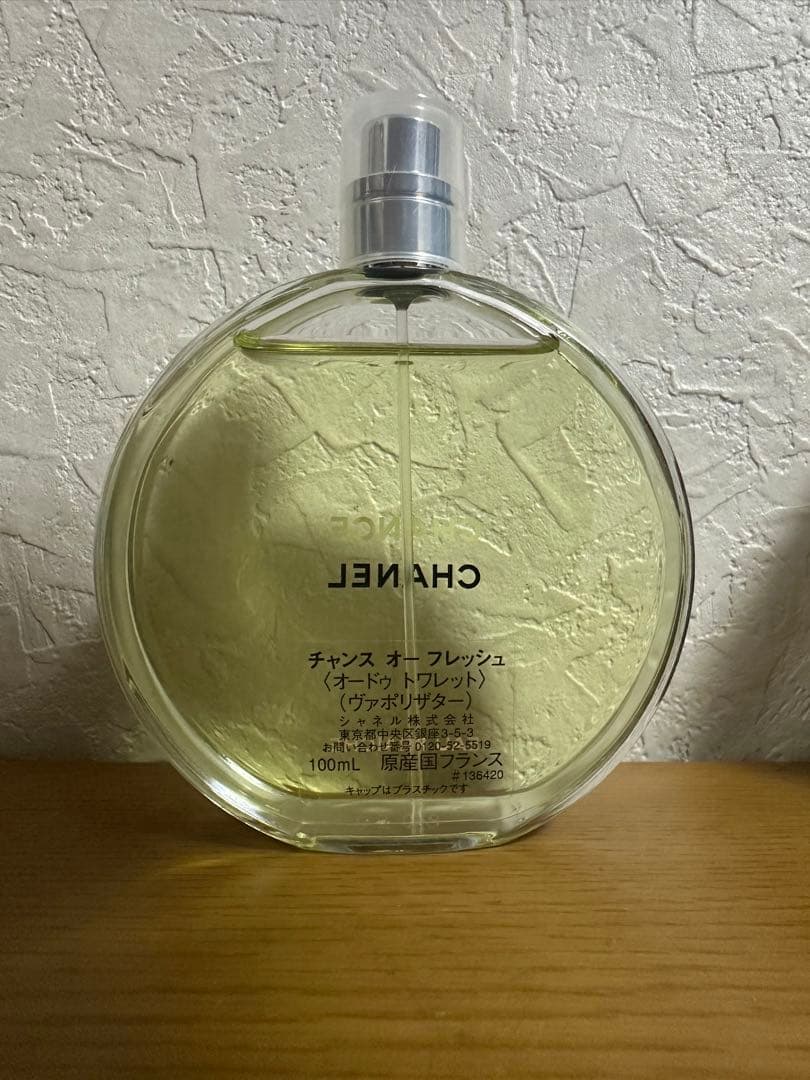 CHANCE
CHANEL
チャンス オー フレッシュ
〈オードゥ トワレット〉
(ヴァポリザター)
シャネル株式会社
東京都中央区銀座3-5-3
お問い合わせ番号 0120-52-5519
100mL 原産国フランス
#136420
キャップはプラスチックです